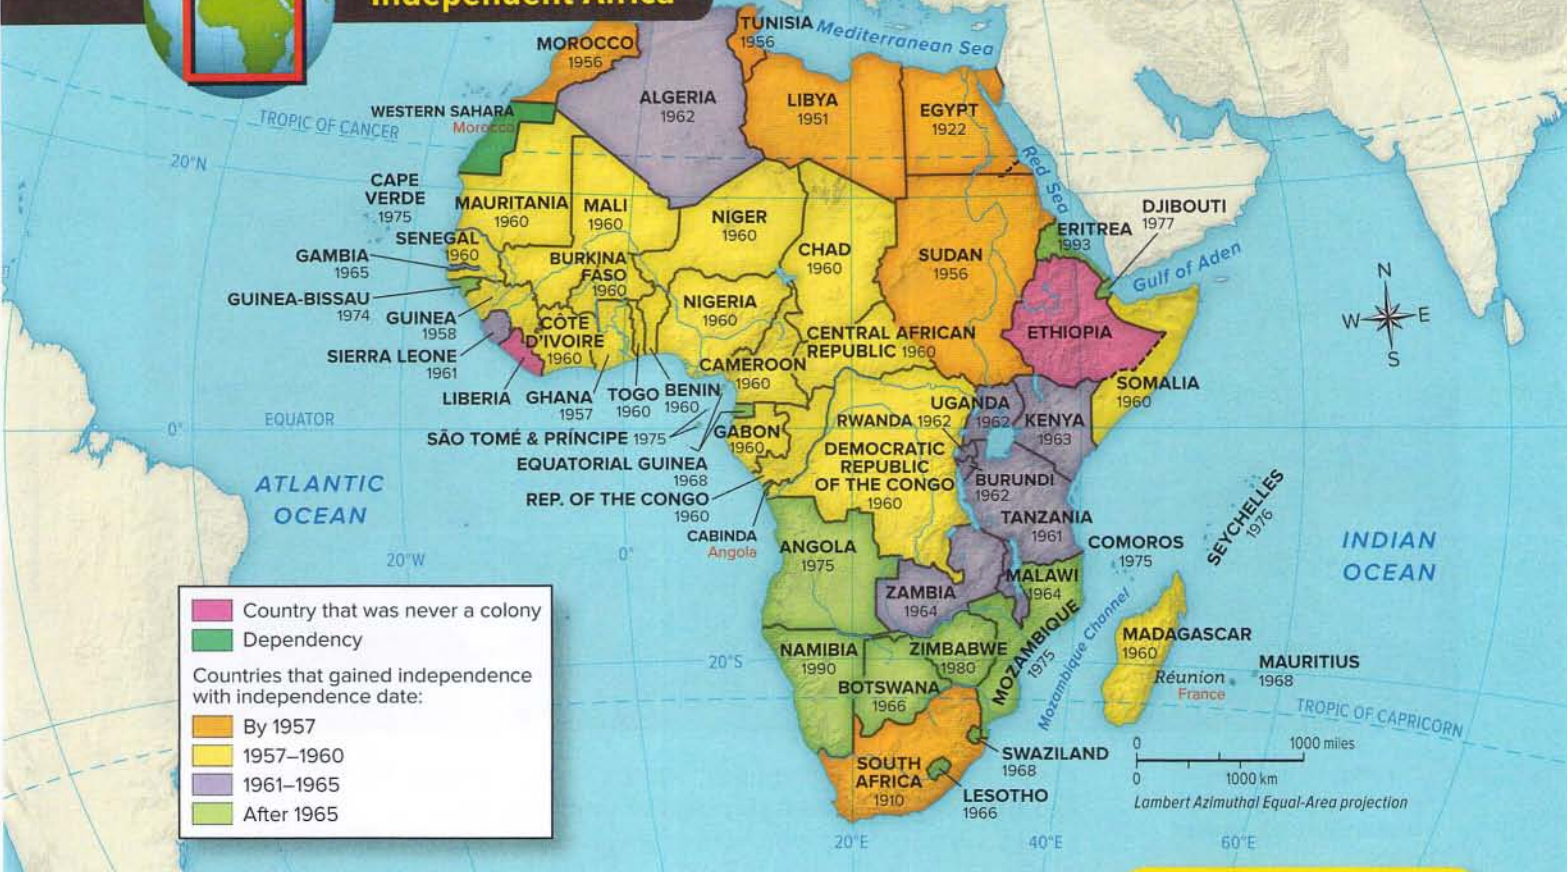 Independent Africa
TUNISIA
1956
Mediterranean Sea
MOROCCO
1956
ALGERIA
1962
LIBYA
1951
EGYPT
1922
WESTERN SAHARA
Morocco
TROPIC OF CANCER
20°N
Red Sea
CAPE
VERDE
1975
MAURITANIA
1960
MALI
1960
NIGER
1960
CHAD
1960
SUDAN
1956
ERITREA
1993
DJIBOUTI
1977
Gulf of Aden
SENEGAL
1960
GAMBIA
1965
BURKINA
FASO
1960
GUINEA-BISSAU
1974
GUINEA
1958
NIGERIA
1960
CÔTE
D'IVOIRE
1960
CENTRAL AFRICAN
REPUBLIC 1960
ETHIOPIA
N
W
E
S
SIERRA LEONE
1961
LIBERIA
GHANA
1957
TOGO
1960
BENIN
1960
CAMEROON
1960
SOMALIA
1960
UGANDA
1962
KENYA
1963
RWANDA 1962
EQUATOR
0°
SÃO TOMÉ & PRÍNCIPE 1975
GABON
1960
EQUATORIAL GUINEA
1968
DEMOCRATIC
REPUBLIC
OF THE CONGO
1960
BURUNDI
1962
REP. OF THE CONGO
1960
ATLANTIC
OCEAN
TANZANIA
1961
SEYCHELLES
1976
CABINDA
Angola
ANGOLA
1975
COMOROS
1975
INDIAN
OCEAN
20°W
0°
ZAMBIA
1964
MALAWI
1964
MOZAMBIQUE
1975
Mozambique Channel
MADAGASCAR
1960
Réunion
France
MAURITIUS
1968
20°S
NAMIBIA
1990
ZIMBABWE
1980
BOTSWANA
1966
TROPIC OF CAPRICORN
SOUTH
AFRICA
1910
SWAZILAND
1968
LESOTHO
1966
0
1000 miles
0
1000 km
Lambert Azimuthal Equal-Area projection
20°E
40°E
60°E
Country that was never a colony
Dependency
Countries that gained independence
with independence date:
By 1957
1957–1960
1961–1965
After 1965